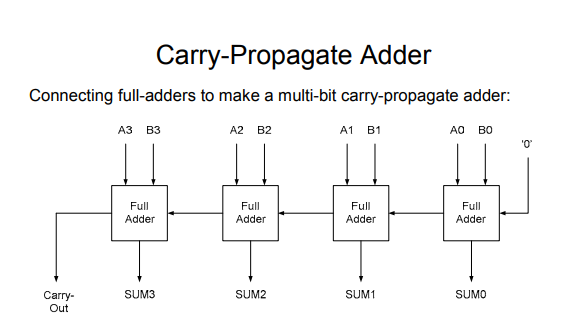 Carry-Propagate Adder
Connecting full-adders to make a multi-bit carry-propagate adder:
A3 B3 A2 B2 A1 B1 A0 B0
'0'
Full Full Full Full
Adder Adder Adder Adder
Carry- SUM3 SUM2 SUM1 SUM0
Out